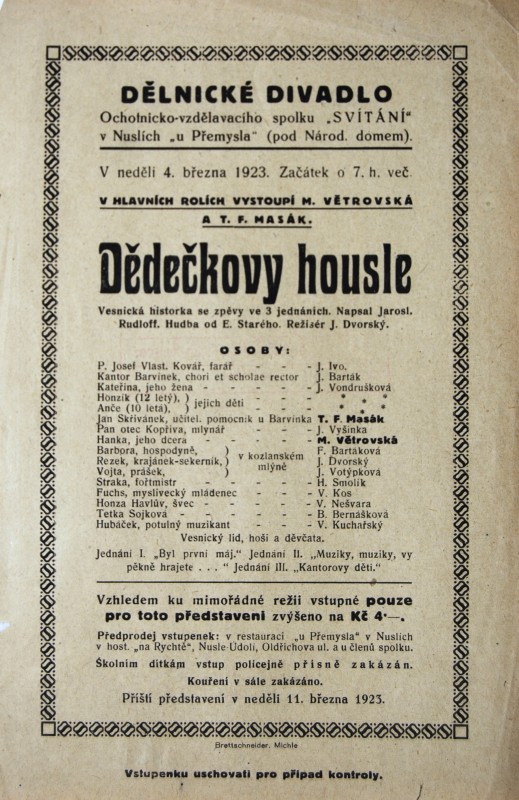 DĚLNICKÉ DIVADLO
Ochotnicko-vzdělavacího spolku „SVÍTÁNÍ"
v Nuslích „u Přemysla" (pod Národ. domem).
V neděli 4. března 1923. Začátek o 7. h. več
V HLAVNÍCH ROLÍCH VYSTOUPÍ M. VĚTROVSKÁ
A T. F. MASÁK.
Dědečkovy housle
Vesnická historka se zpěvy ve 3 jednáních. Napsal Jarosl.
Rudloff. Hudba od E. Starého. Režisér J. Dvorský.
OSOBY:
P. Josef Vlast. Kovář, farář - - - J. Ivo.
Kantor Barvínek, chori et scholae rector J. Barták
Kateřina, jeho žena - - - - - J. Vondrušková
Honzík (12 letý), ) jejich děti - - - * * *
Anče (10 letá), ) - - - * * *
Jan Skřivánek, učitel. pomocník u Barvínka T. F. Masák
Pan otec Kopřiva, mlynář - - - J. Vyšinka
Hanka, jeho dcera - - - - - M. Větrovská
Barbora, hospodyně, ) F. Bartáková
Rezek, krajánek-sekerník, ) v kozlanském mlýně J. Dvorský
Vojta, prášek, ) J. Votýpková
Straka, fořtmistr - - - - - H. Smolík
Fuchs, myslivecký mládenec - - - V. Kos
Honza Havlův, švec - - - - - V. Nešvara
Tetka Sojková - - - - - B. Bernášková
Hubáček, potulný muzikant - - - V. Kuchařský
Vesnický lid, hoši a děvčata.
Jednání I. „Byl první máj." Jednání II. „Muziky, muziky, vy
pěkně hrajete . . . " Jednání III. „Kantorovy děti."
Vzhledem ku mimořádné režii vstupné pouze
pro toto představení zvýšeno na Kč 4·—.
Předprodej vstupenek: v restauraci „u Přemysla" v Nuslích
v host. „na Rychtě", Nusle-Údolí, Oldřichova ul. a u členů spolku.
Školním dítkám vstup policejně přísně zakázán.
Kouření v sále zakázáno.
Příští představení v neděli 11. března 1923.
Brettschneider, Michle
Vstupenku uschovati pro případ kontroly.